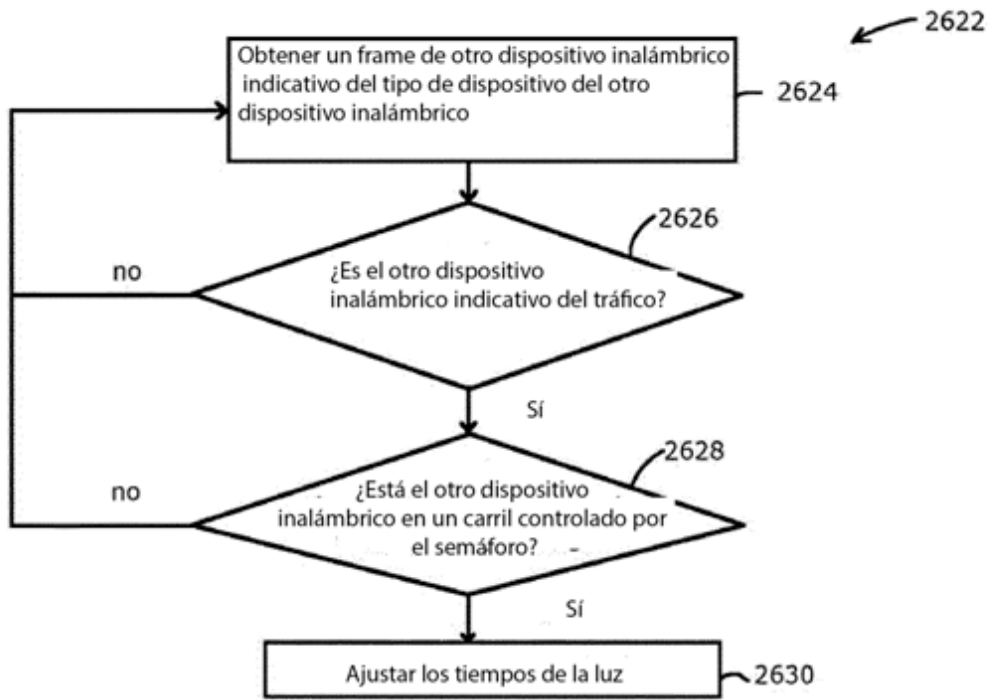 2622
Obtener un frame de otro dispositivo inalámbrico
indicativo del tipo de dispositivo del otro
dispositivo inalámbrico
2624
2626
no
¿Es el otro dispositivo
inalámbrico indicativo del tráfico?
Sí
2628
no
¿Está el otro dispositivo
inalámbrico en un carril controlado por
el semáforo?
Sí
Ajustar los tiempos de la luz
2630